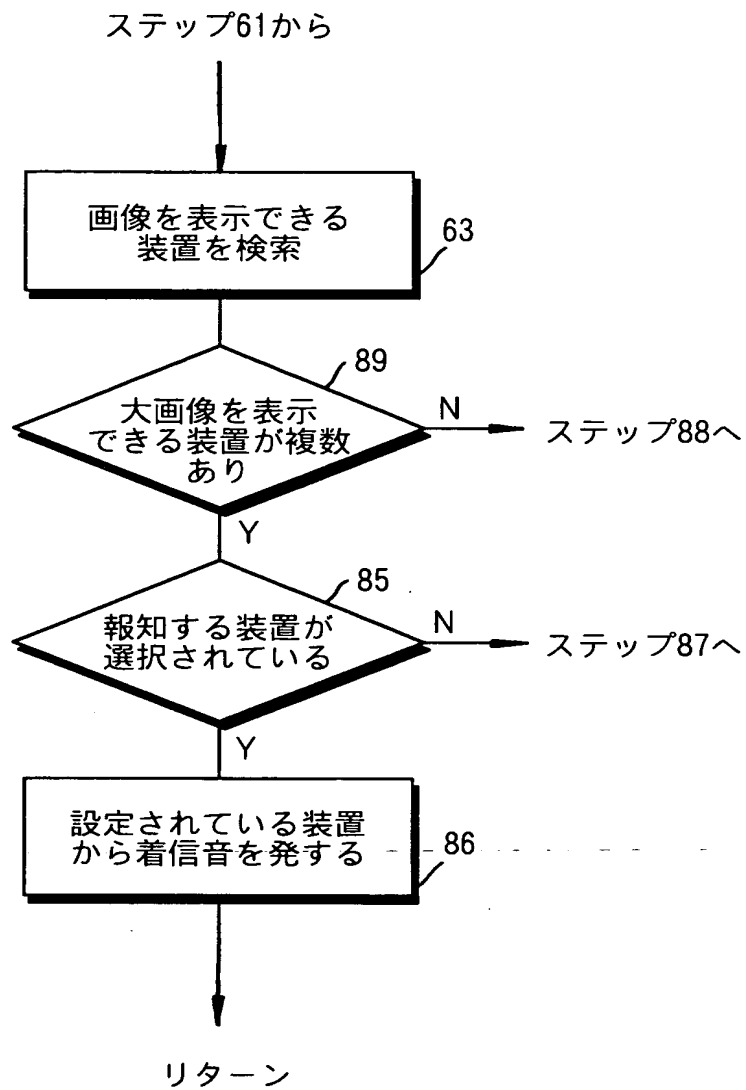 ステップ61から
画像を表示できる
装置を検索
63
89
大画像を表示
できる装置が複数
あり
N
ステップ88へ
Y
85
報知する装置が
選択されている
N
ステップ87へ
Y
設定されている装置
から着信音を発する
86
リターン